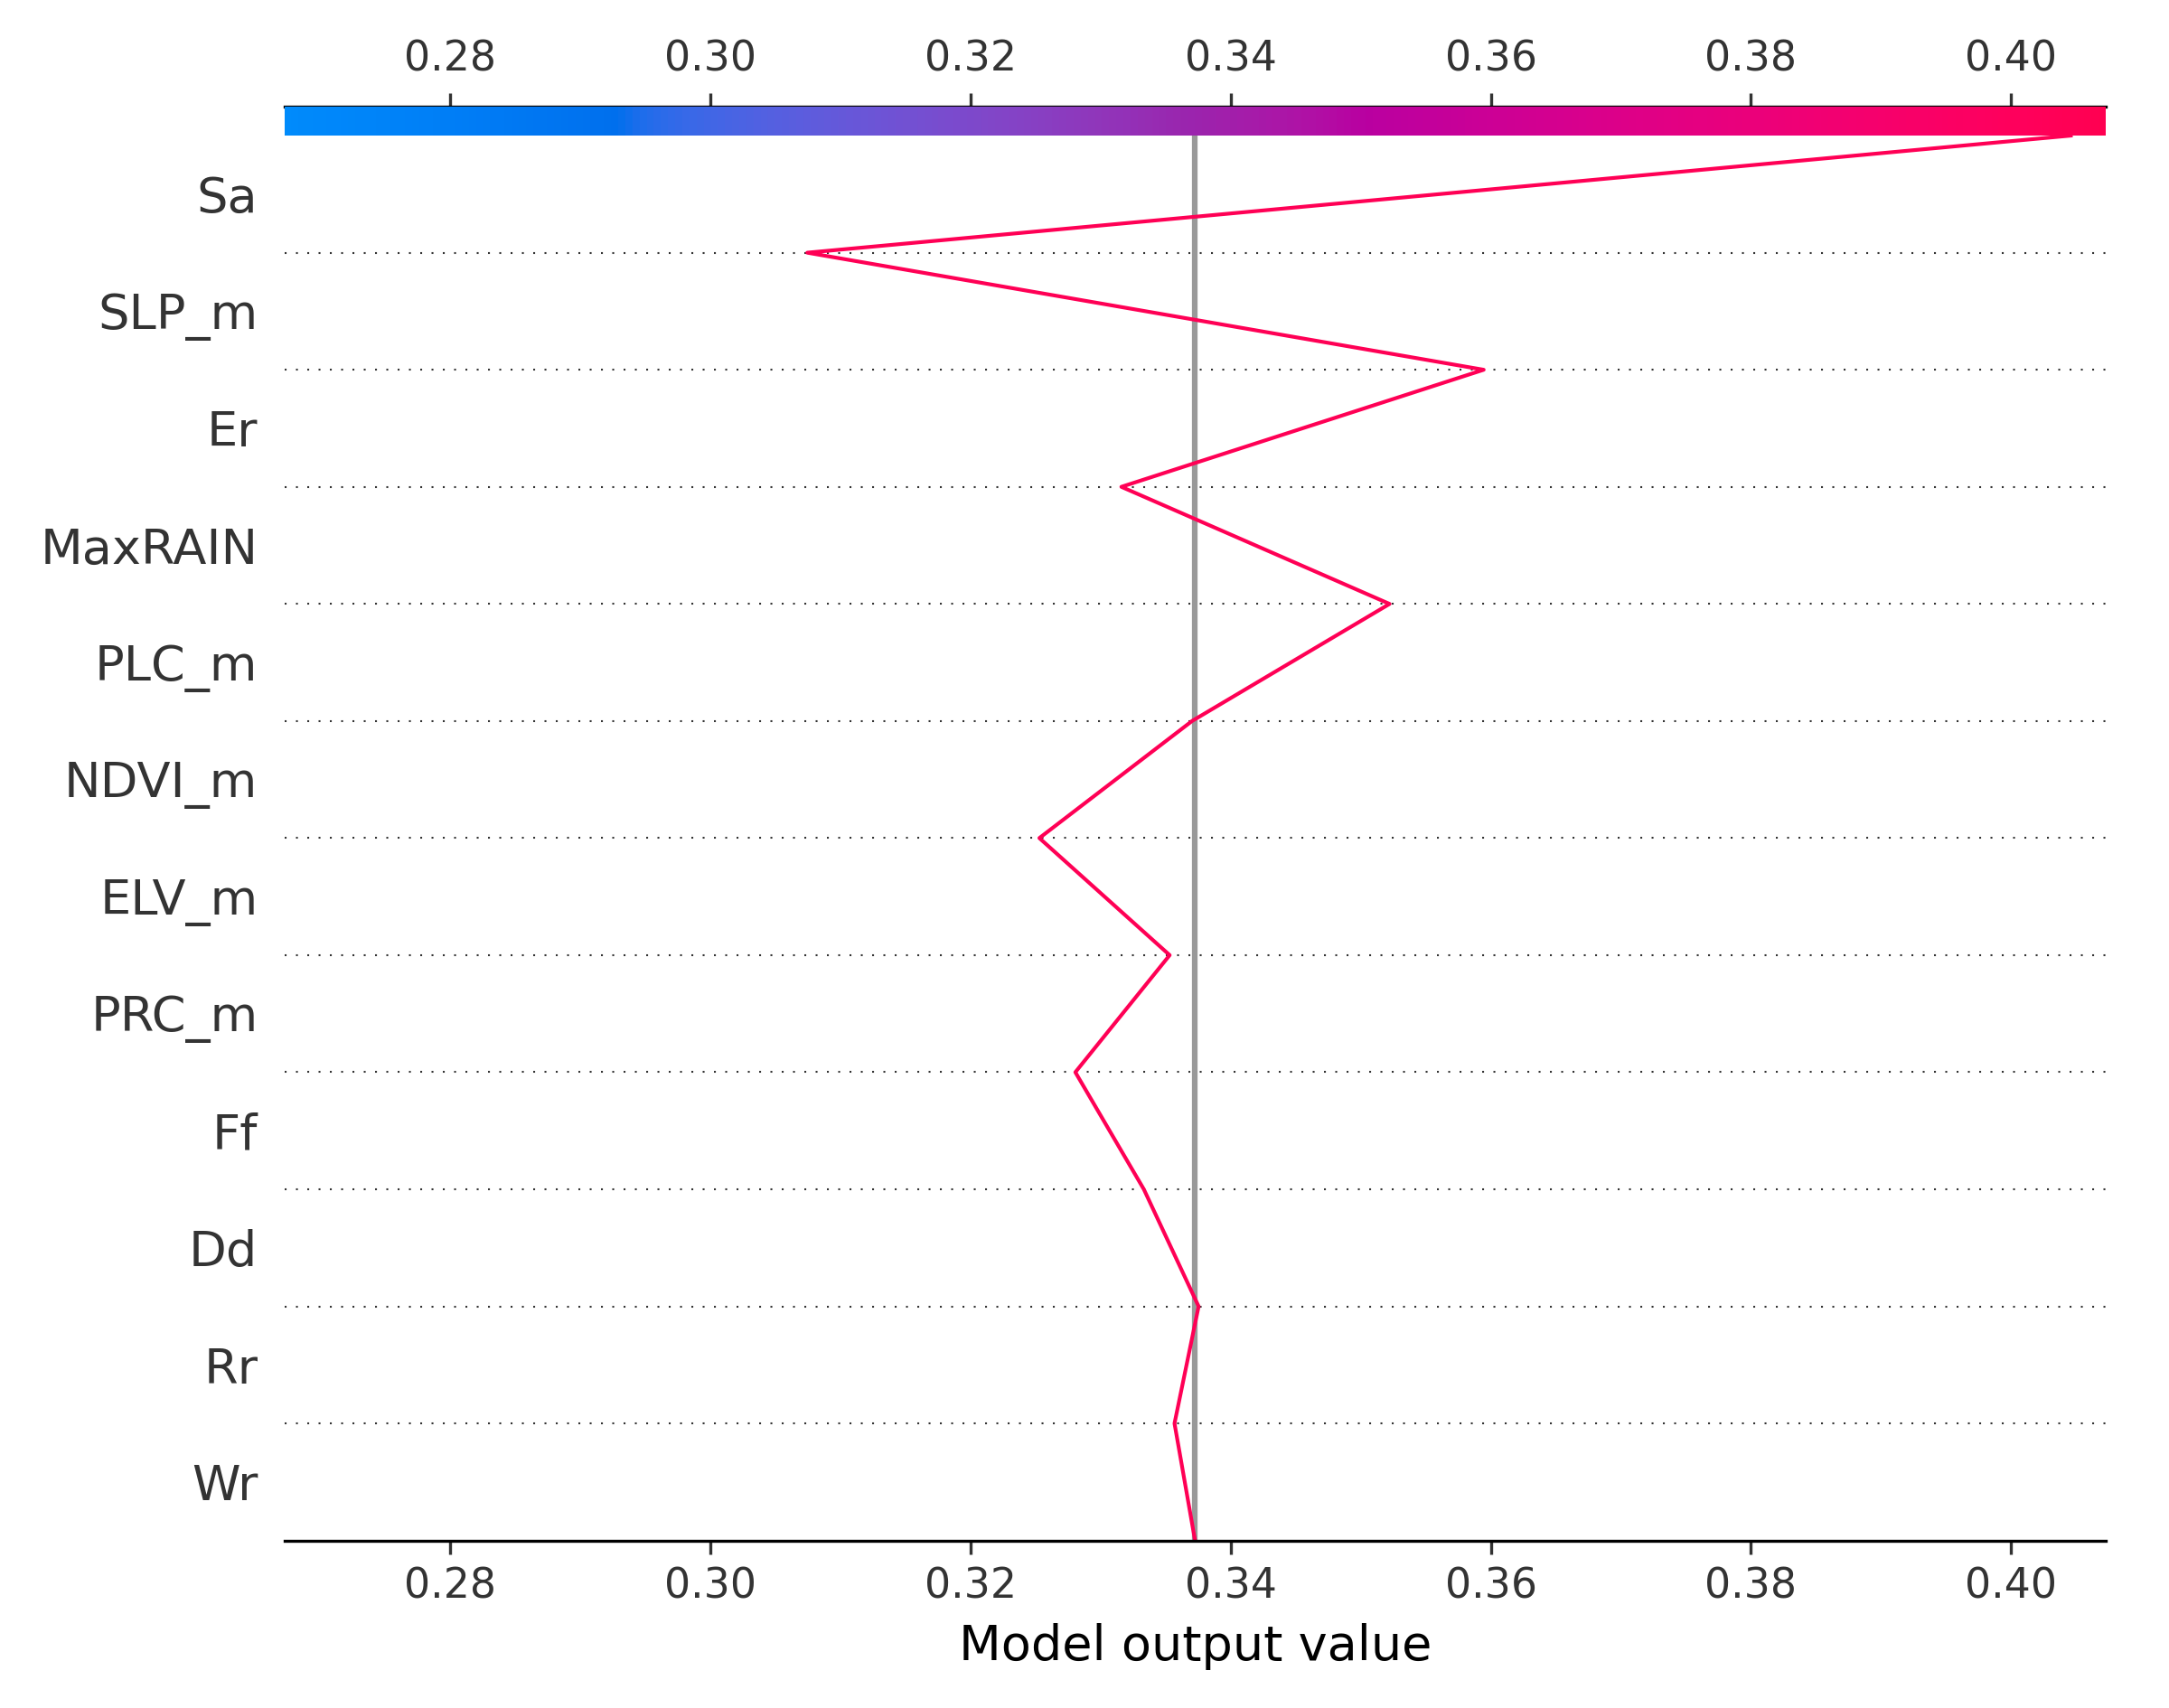 0.28 0.30 0.32 0.34 0.36 0.38 0.40
Sa
SLP_m
Er
MaxRAIN
PLC_m
NDVI_m
ELV_m
PRC_m
Ff
Dd
Rr
Wr
0.28 0.30 0.32 0.34 0.36 0.38 0.40
Model output value